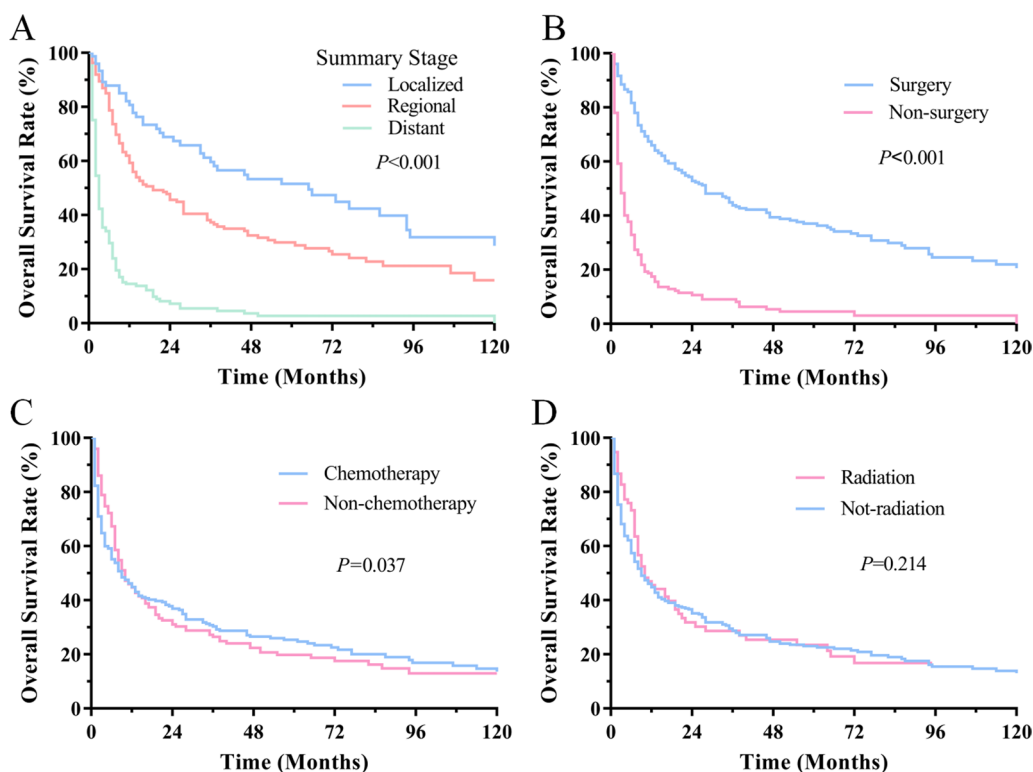 A
Overall Survival Rate (%)
100
80
60
40
20
0
0 24 48 72 96 120
Time (Months)
Summary Stage
Localized
Regional
Distant
P<0.001
B
Overall Survival Rate (%)
100
80
60
40
20
0
0 24 48 72 96 120
Time (Months)
Surgery
Non-surgery
P<0.001
C
Overall Survival Rate (%)
100
80
60
40
20
0
0 24 48 72 96 120
Time (Months)
Chemotherapy
Non-chemotherapy
P=0.037
D
Overall Survival Rate (%)
100
80
60
40
20
0
0 24 48 72 96 120
Time (Months)
Radiation
Not-radiation
P=0.214